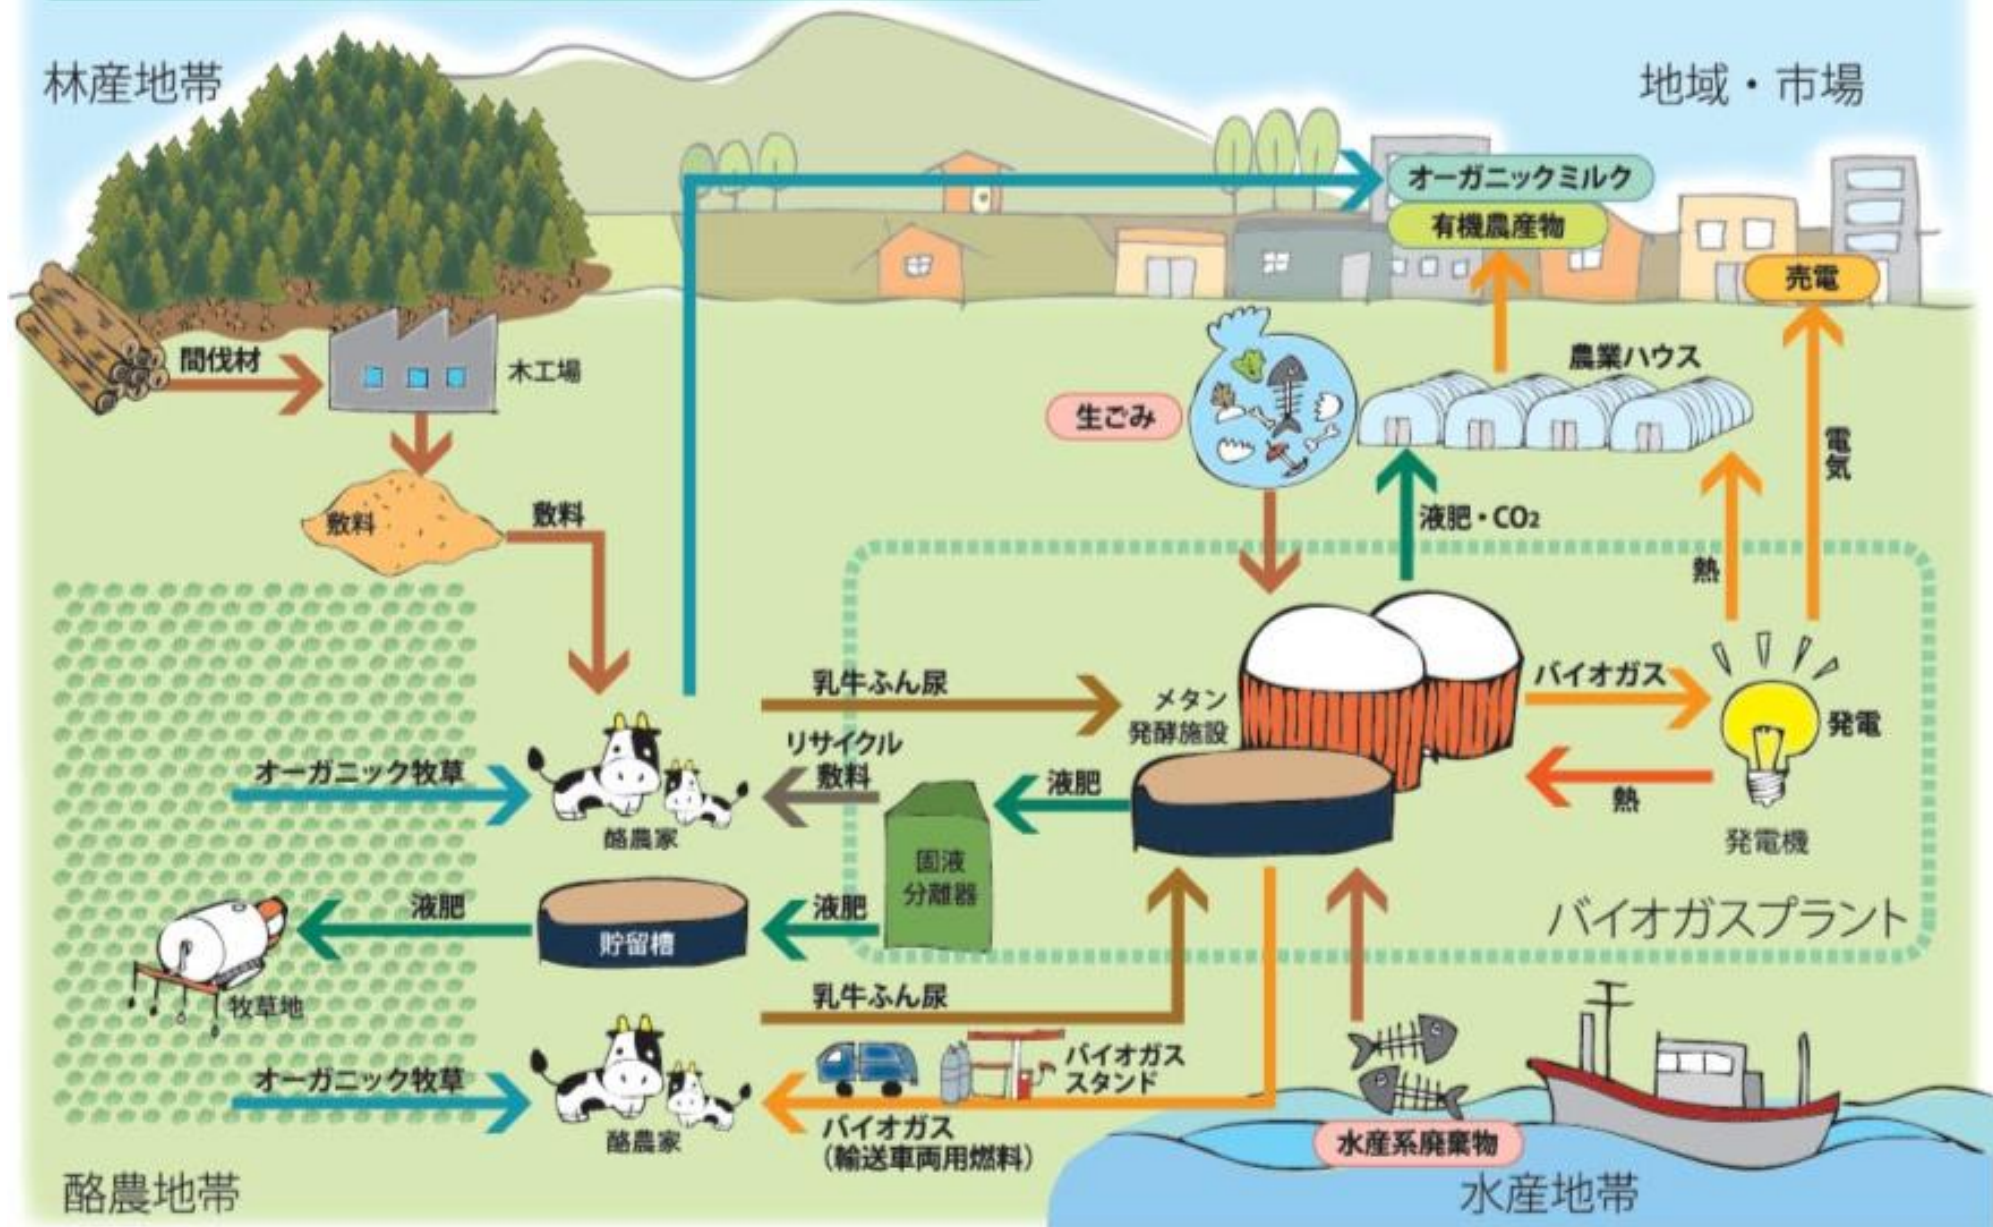 林産地帯
地域・市場
オーガニックミルク
有機農産物
売電
間伐材
木工場
農業ハウス
生ごみ
電気
敷料
敷料
液肥・CO₂
熱
乳牛ふん尿
メタン
発酵施設
バイオガス
発電
リサイクル
敷料
オーガニック牧草
液肥
熱
酪農家
発電機
固液
分離器
液肥
液肥
貯留槽
バイオガスプラント
牧草地
乳牛ふん尿
バイオガス
スタンド
オーガニック牧草
酪農家
バイオガス
(輸送車両用燃料)
水産系廃棄物
酪農地帯
水産地帯